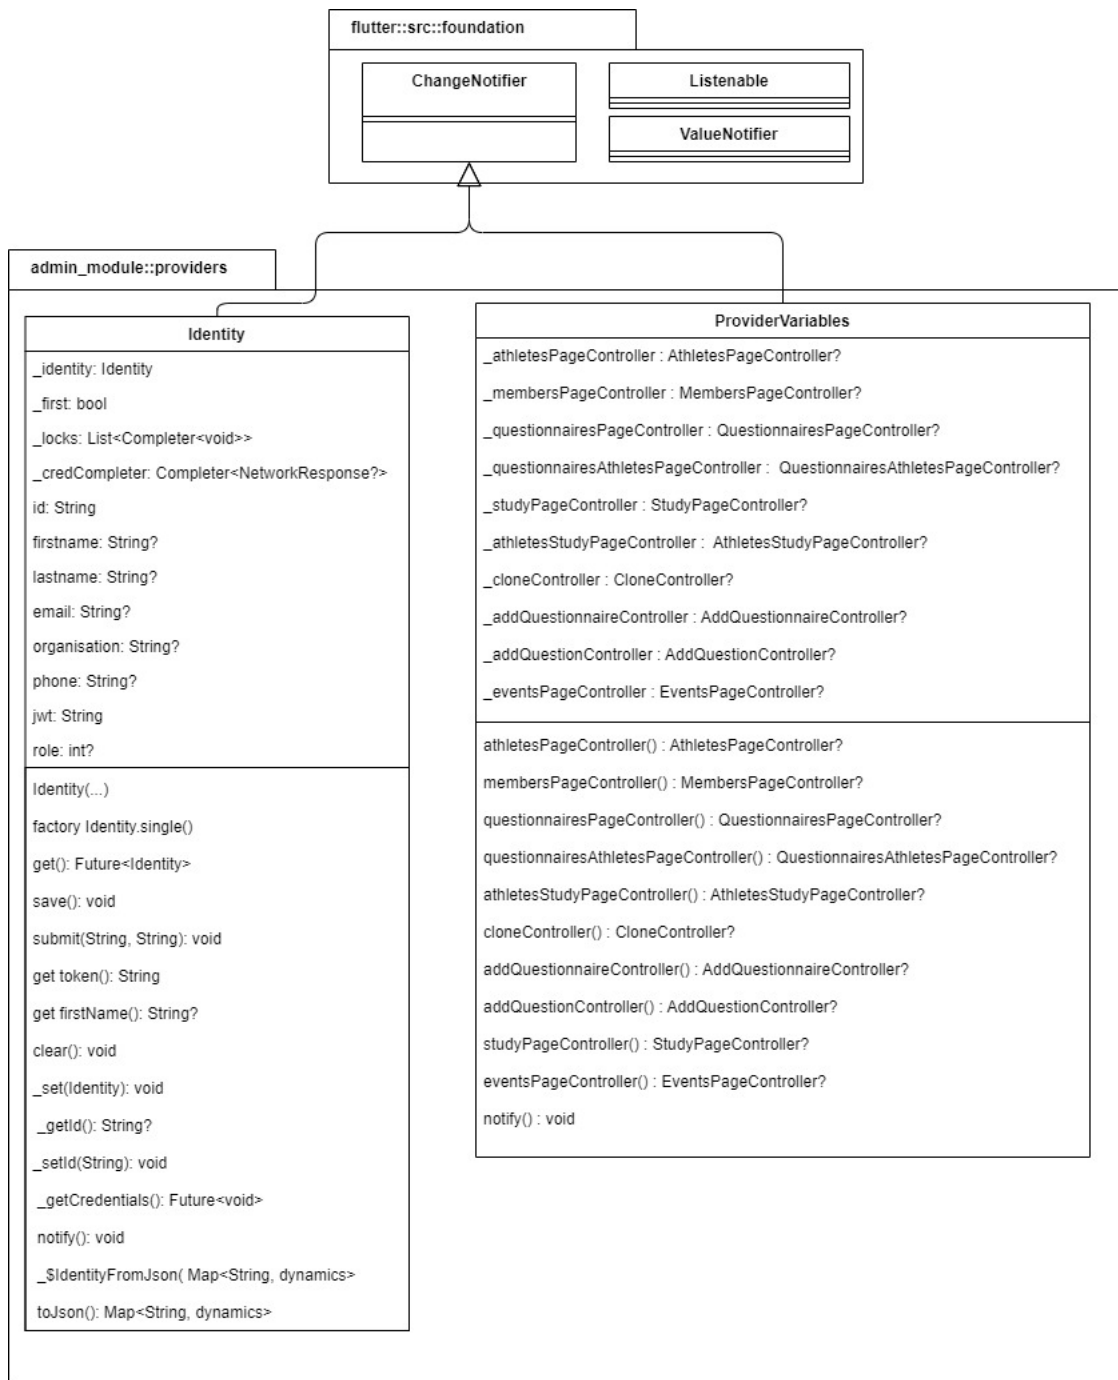 flutter::src::foundation
ChangeNotifier
Listenable
ValueNotifier
admin_module::providers
Identity
_identity: Identity
_first: bool
_locks: List<Completer<void>>
_credCompleter: Completer<NetworkResponse?>
id: String
firstname: String?
lastname: String?
email: String?
organisation: String?
phone: String?
jwt: String
role: int?
Identity(...)
factory Identity.single()
get(): Future<Identity>
save(): void
submit(String, String): void
get token(): String
get firstName(): String?
clear(): void
_set(Identity): void
_getId(): String?
_setId(String): void
_getCredentials(): Future<void>
notify(): void
_$IdentityFromJson( Map<String, dynamics>
toJson(): Map<String, dynamics>
ProviderVariables
_athletesPageController : AthletesPageController?
_membersPageController : MembersPageController?
_questionnairesPageController : QuestionnairesPageController?
_questionnairesAthletesPageController : QuestionnairesAthletesPageController?
_studyPageController : StudyPageController?
_athletesStudyPageController : AthletesStudyPageController?
_cloneController : CloneController?
_addQuestionnaireController : AddQuestionnaireController?
_addQuestionController : AddQuestionController?
_eventsPageController : EventsPageController?
athletesPageController() : AthletesPageController?
membersPageController() : MembersPageController?
questionnairesPageController() : QuestionnairesPageController?
questionnairesAthletesPageController() : QuestionnairesAthletesPageController?
athletesStudyPageController() : AthletesStudyPageController?
cloneController() : CloneController?
addQuestionnaireController() : AddQuestionnaireController?
addQuestionController() : AddQuestionController?
studyPageController() : StudyPageController?
eventsPageController() : EventsPageController?
notify() : void